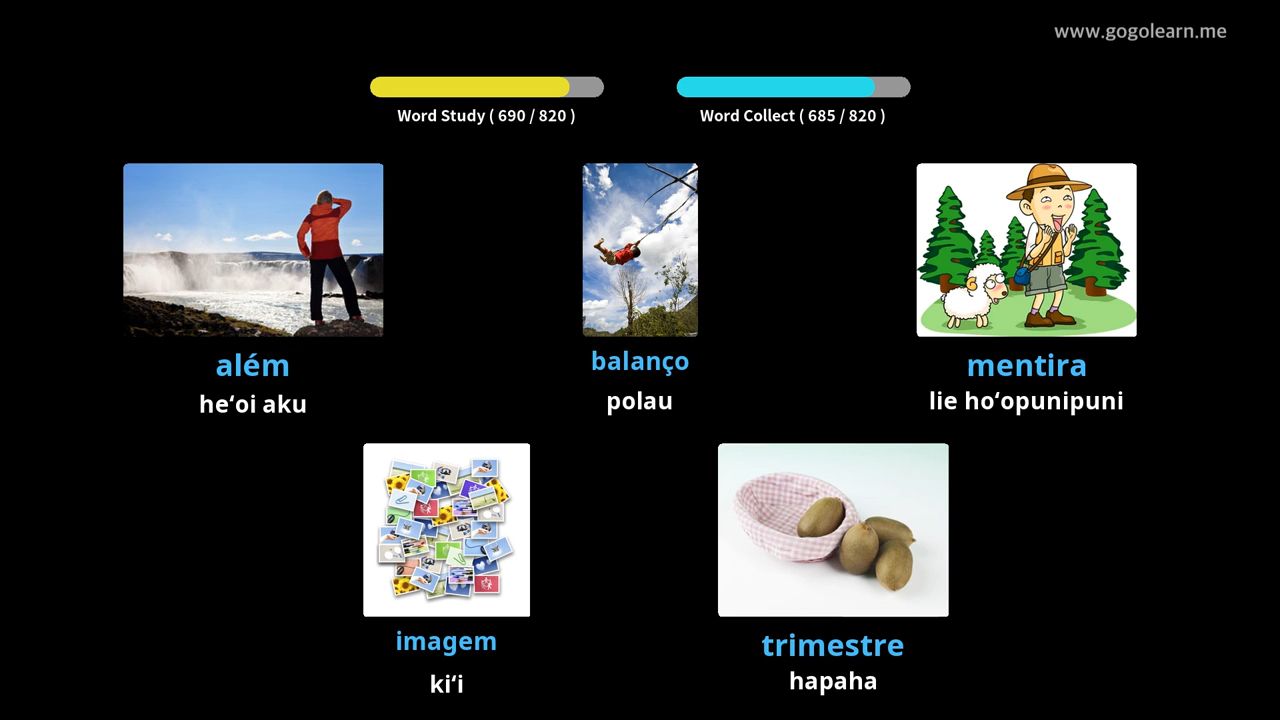 www.gogolearn.me
Word Study ( 690 / 820 )
Word Collect ( 685 / 820 )
além
heʻoi aku
balanço
polau
mentira
lie hoʻopunipuni
imagem
kiʻi
trimestre
hapaha